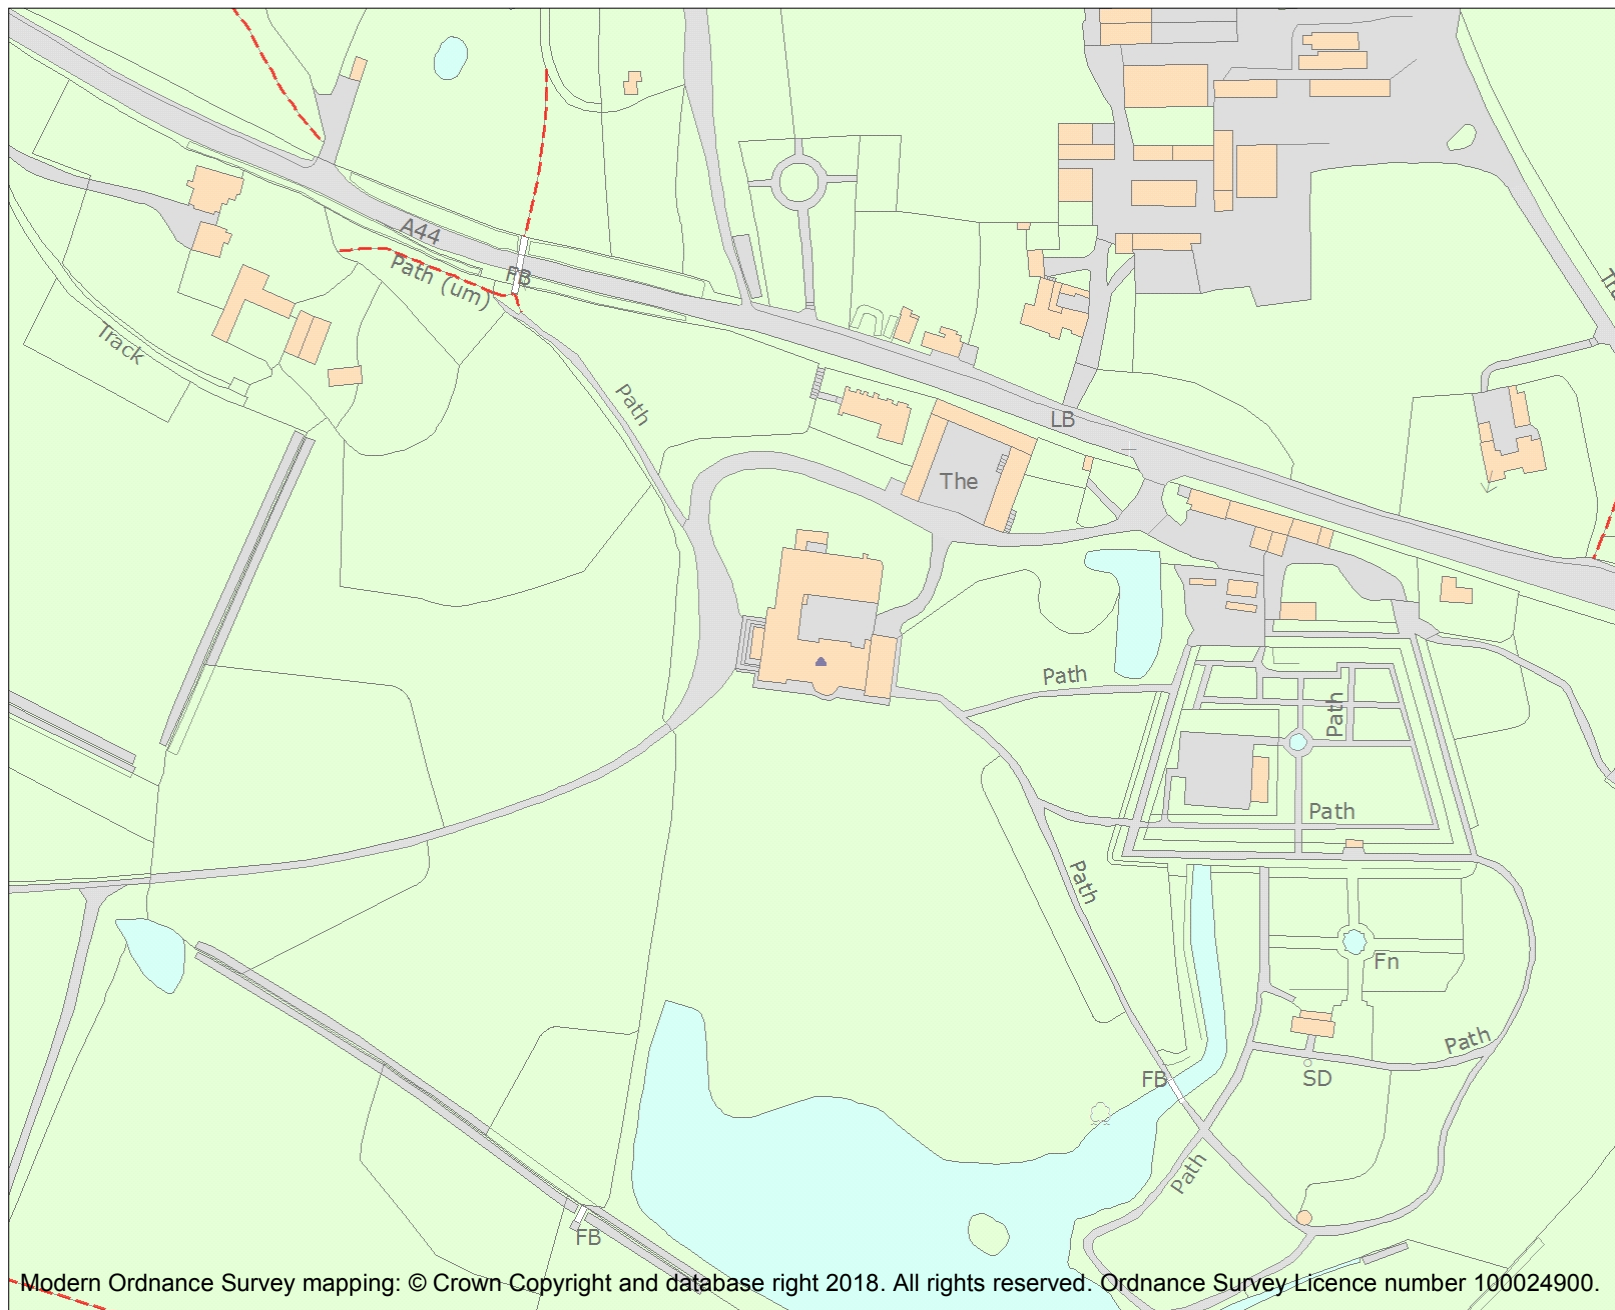 A44
FB
Path (um)
Track
Path
LB
The
Path
Path
Path
Path
Fn
Path
FB
SD
Path
FB
Modern Ordnance Survey mapping: © Crown Copyright and database right 2018. All rights reserved. Ordnance Survey Licence number 100024900.